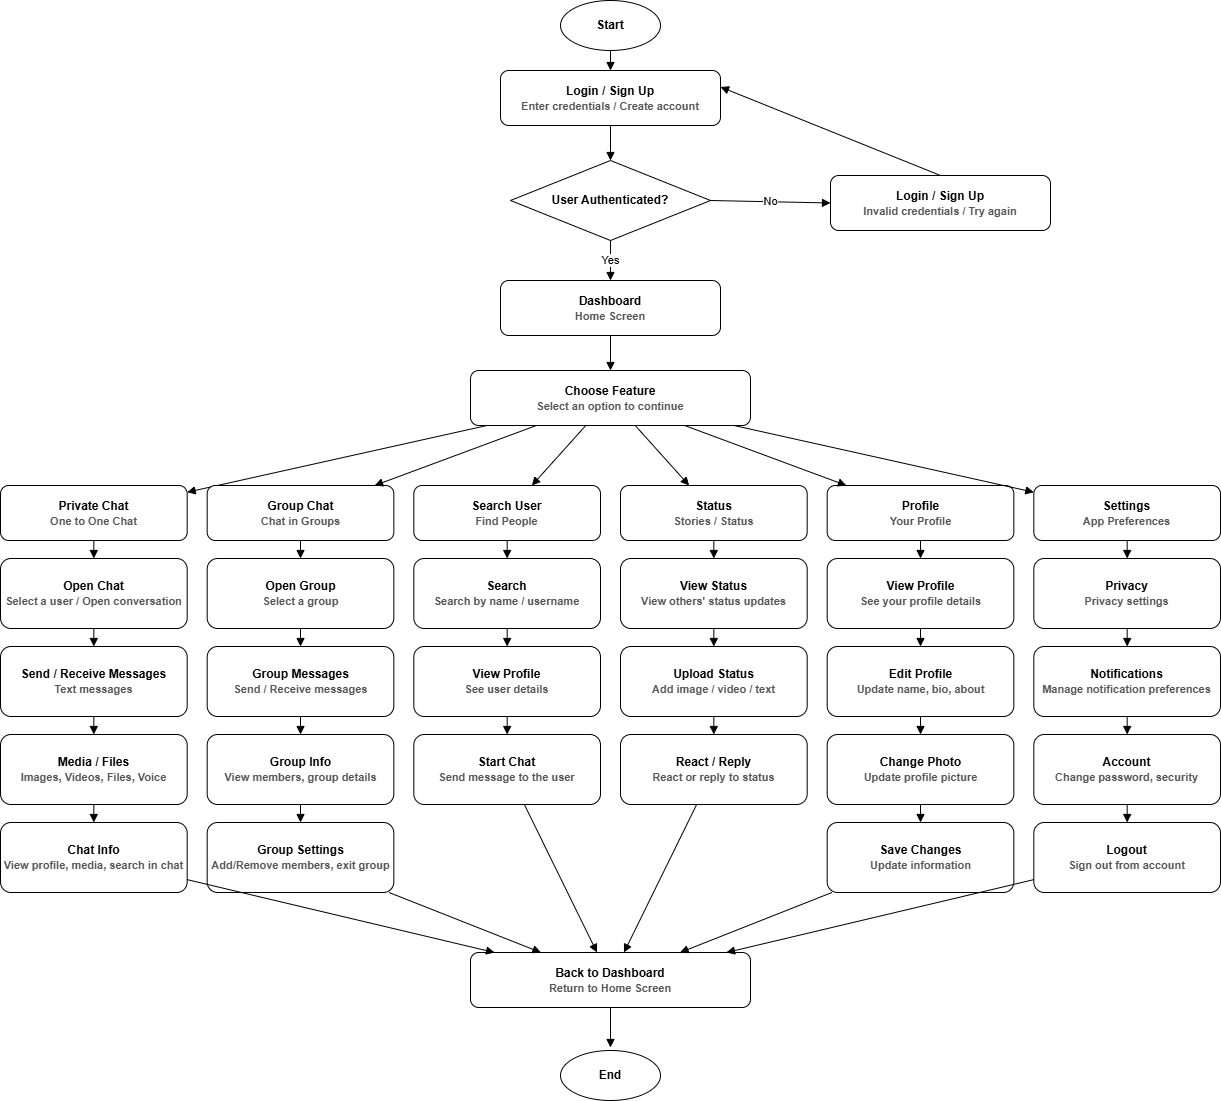 Start
Login / Sign Up
Enter credentials / Create account
User Authenticated?
No
Login / Sign Up
Invalid credentials / Try again
Yes
Dashboard
Home Screen
Choose Feature
Select an option to continue
Private Chat
One to One Chat
Group Chat
Chat in Groups
Search User
Find People
Status
Stories / Status
Profile
Your Profile
Settings
App Preferences
Open Chat
Select a user / Open conversation
Open Group
Select a group
Search
Search by name / username
View Status
View others' status updates
View Profile
See your profile details
Privacy
Privacy settings
Send / Receive Messages
Text messages
Group Messages
Send / Receive messages
View Profile
See user details
Upload Status
Add image / video / text
Edit Profile
Update name, bio, about
Notifications
Manage notification preferences
Media / Files
Images, Videos, Files, Voice
Group Info
View members, group details
Start Chat
Send message to the user
React / Reply
React or reply to status
Change Photo
Update profile picture
Account
Change password, security
Chat Info
View profile, media, search in chat
Group Settings
Add/Remove members, exit group
Save Changes
Update information
Logout
Sign out from account
Back to Dashboard
Return to Home Screen
End